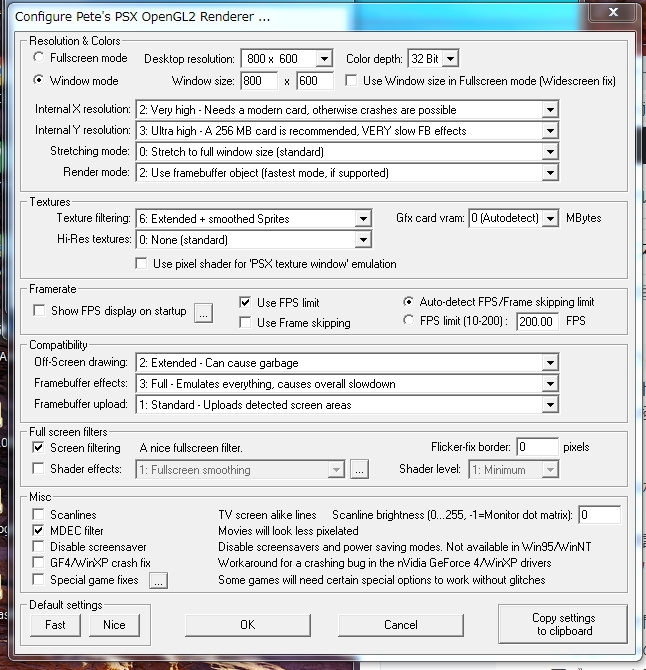 Configure Pete's PSX OpenGL2 Renderer ...
Resolution & Colors
Fullscreen mode Desktop resolution: 800 x 600 Color depth: 32 Bit
Window mode Window size: 800 x 600 Use Window size in Fullscreen mode (Widescreen fix)
Internal X resolution: 2: Very high - Needs a modern card, otherwise crashes are possible
Internal Y resolution: 3: Ultra high - A 256 MB card is recommended, VERY slow FB effects
Stretching mode: 0: Stretch to full window size (standard)
Render mode: 2: Use framebuffer object (fastest mode, if supported)
Textures
Texture filtering: 6: Extended + smoothed Sprites Gfx card vram: 0 (Autodetect) MBytes
Hi-Res textures: 0: None (standard)
Use pixel shader for 'PSX texture window' emulation
Framerate
Show FPS display on startup ... Use FPS limit Auto-detect FPS/Frame skipping limit
Use Frame skipping FPS limit (10-200) : 200.00 FPS
Compatibility
Off-Screen drawing: 2: Extended - Can cause garbage
Framebuffer effects: 3: Full - Emulates everything, causes overall slowdown
Framebuffer upload: 1: Standard - Uploads detected screen areas
Full screen filters
Screen filtering A nice fullscreen filter. Flicker-fix border: 0 pixels
Shader effects: 1: Fullscreen smoothing ... Shader level: 1: Minimum
Misc
Scanlines TV screen alike lines Scanline brightness (0...255, -1=Monitor dot matrix): 0
MDEC filter Movies will look less pixelated
Disable screensaver Disable screensavers and power saving modes. Not available in Win95/WinNT
GF4/WinXP crash fix Workaround for a crashing bug in the nVidia GeForce 4/WinXP drivers
Special game fixes ... Some games will need certain special options to work without glitches
Default settings
Fast Nice OK Cancel Copy settings
to clipboard